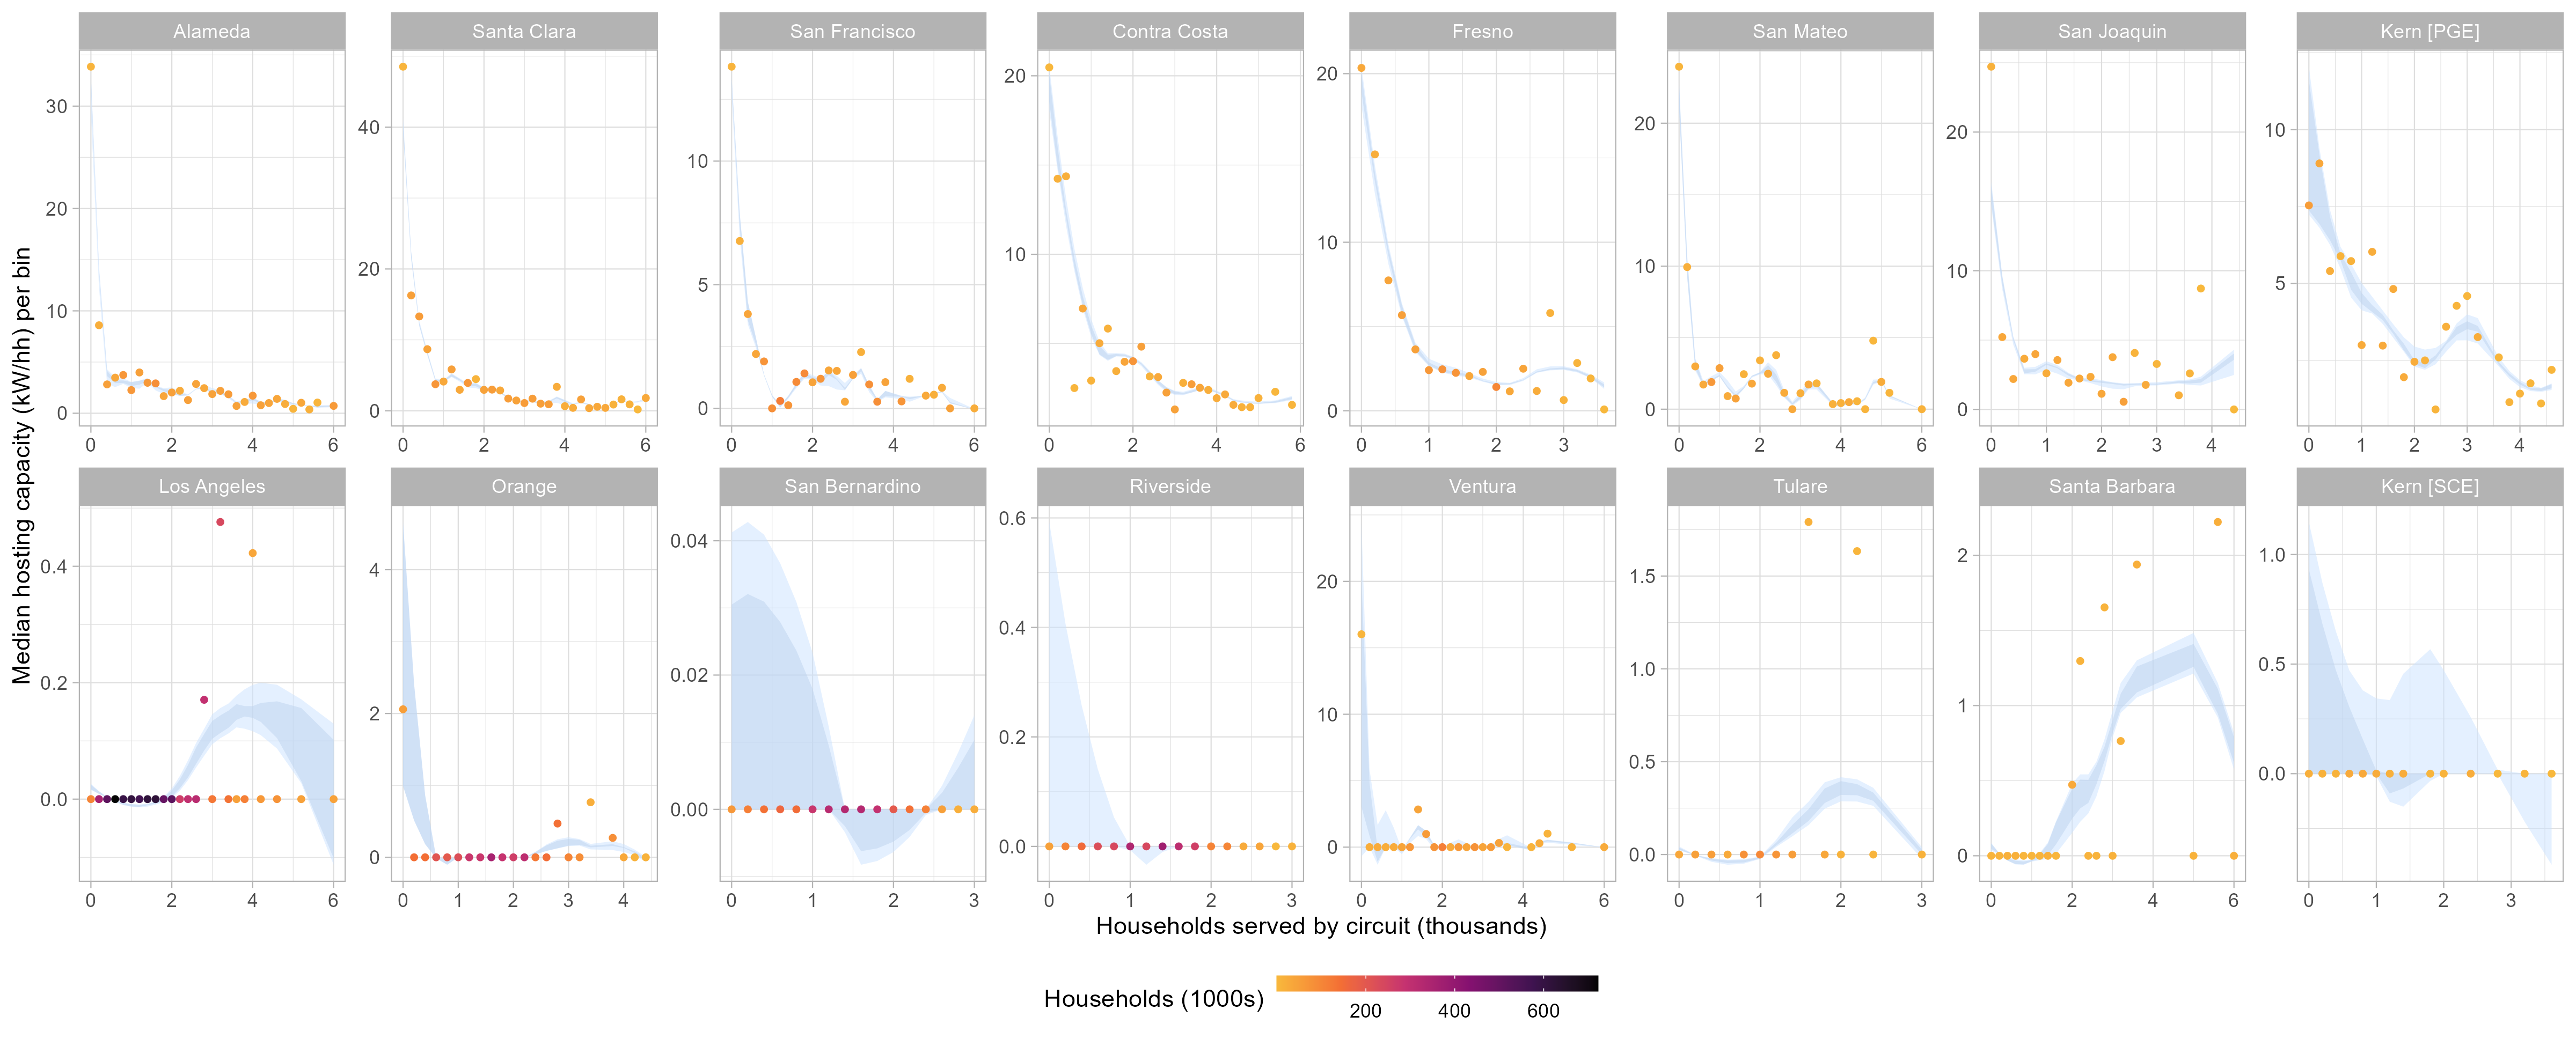 Alameda Santa Clara San Francisco Contra Costa Fresno San Mateo San Joaquin Kern [PGE]
30 20 10 0
40 20 0
10 5 0
20 10
20 10 0
20 10 0
20 10 0
10 5
0 2 4 6
0 2 4 6
0 2 4 6
0 2 4 6
0 1 2 3
0 2 4 6
0 1 2 3 4
0 1 2 3 4
Median hosting capacity (kW/hh) per bin
Los Angeles Orange San Bernardino Riverside Ventura Tulare Santa Barbara Kern [SCE]
0.4 0.2 0.0
4 2 0
0.04 0.02 0.00
0.6 0.4 0.2 0.0
20 10 0
1.5 1.0 0.5 0.0
2 1 0
1.0 0.5 0.0
0 2 4 6
0 1 2 3 4
0 1 2 3
0 1 2 3
0 2 4 6
0 1 2 3
0 2 4 6
0 1 2 3
Households served by circuit (thousands)
Households (1000s)
200 400 600